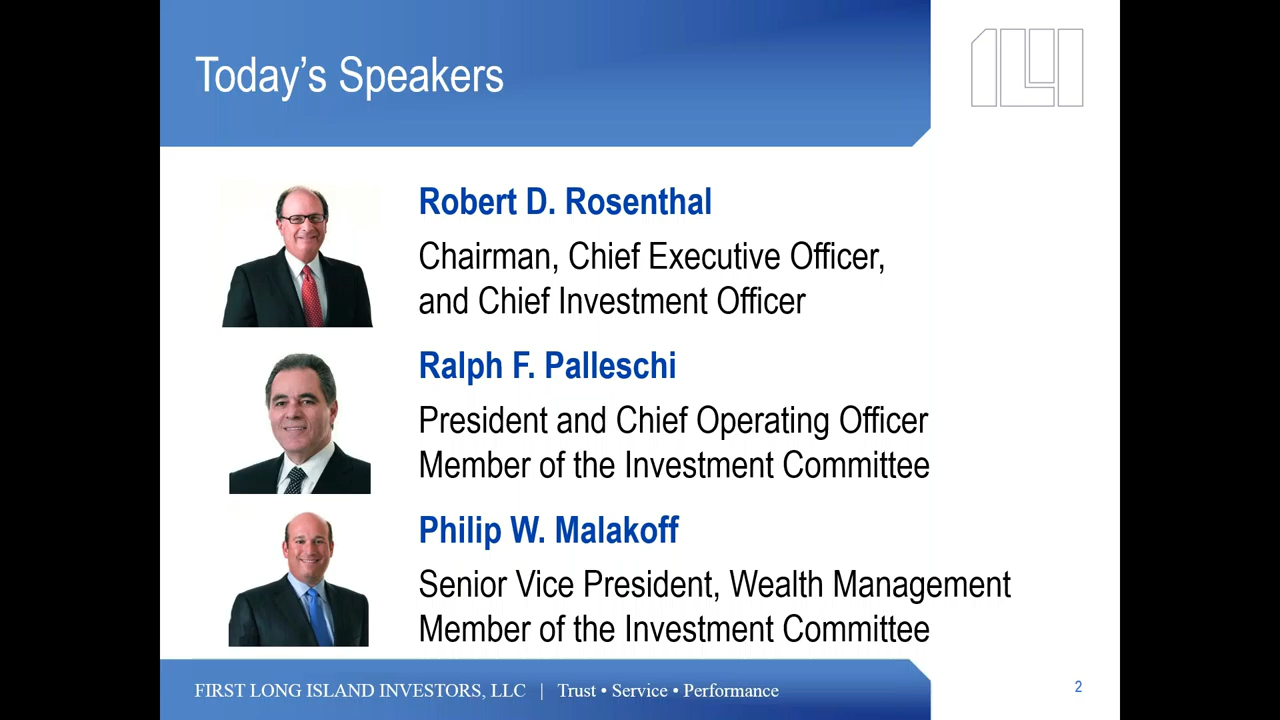 Today's Speakers
Robert D. Rosenthal
Chairman, Chief Executive Officer,
and Chief Investment Officer
Ralph F. Palleschi
President and Chief Operating Officer
Member of the Investment Committee
Philip W. Malakoff
Senior Vice President, Wealth Management
Member of the Investment Committee
FIRST LONG ISLAND INVESTORS, LLC | Trust • Service • Performance
2